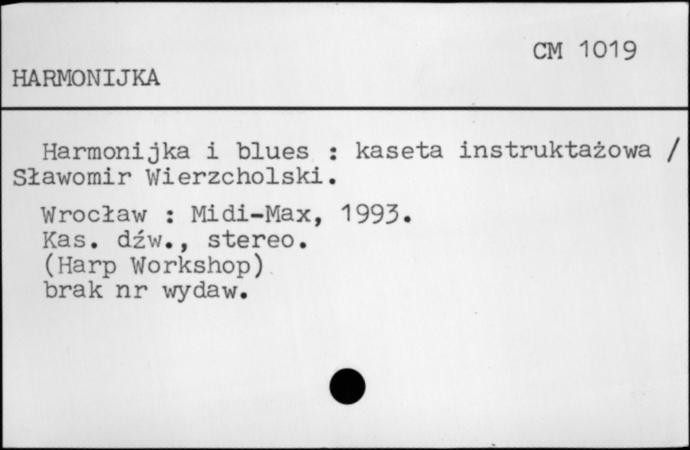 CM 1019
HARMONIJKA
Harmonijka i blues : kaseta instruktażowa /
Sławomir Wierzcholski.
Wrocław : Midi-Max, 1993.
Kas. dźw., stereo.
(Harp Workshop)
brak nr wydaw.